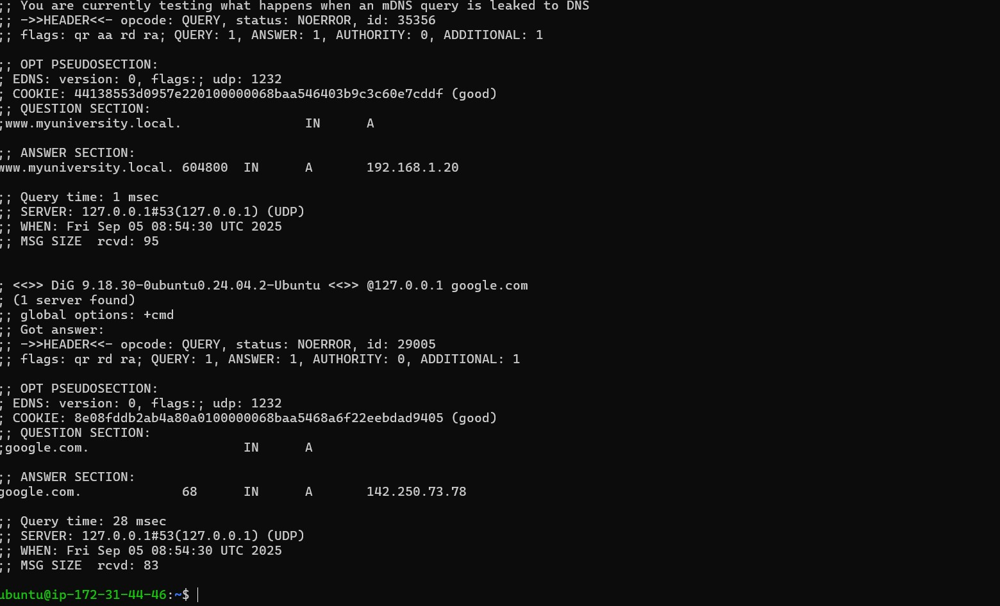 ;; You are currently testing what happens when an mDNS query is leaked to DNS
;; ->>HEADER<<- opcode: QUERY, status: NOERROR, id: 35356
;; flags: qr aa rd ra; QUERY: 1, ANSWER: 1, AUTHORITY: 0, ADDITIONAL: 1
;; OPT PSEUDOSECTION:
; EDNS: version: 0, flags:; udp: 1232
; COOKIE: 44138553d0957e220100000068baa546403b9c3c60e7cddf (good)
;; QUESTION SECTION:
;www.myuniversity.local. IN A
;; ANSWER SECTION:
www.myuniversity.local. 604800 IN A 192.168.1.20
;; Query time: 1 msec
;; SERVER: 127.0.0.1#53(127.0.0.1) (UDP)
;; WHEN: Fri Sep 05 08:54:30 UTC 2025
;; MSG SIZE rcvd: 95
; <<>> DiG 9.18.30-0ubuntu0.24.04.2-Ubuntu <<>> @127.0.0.1 google.com
; (1 server found)
;; global options: +cmd
;; Got answer:
;; ->>HEADER<<- opcode: QUERY, status: NOERROR, id: 29005
;; flags: qr rd ra; QUERY: 1, ANSWER: 1, AUTHORITY: 0, ADDITIONAL: 1
;; OPT PSEUDOSECTION:
; EDNS: version: 0, flags:; udp: 1232
; COOKIE: 8e08fddb2ab4a80a0100000068baa5468a6f22eebdad9405 (good)
;; QUESTION SECTION:
;google.com. IN A
;; ANSWER SECTION:
google.com. 68 IN A 142.250.73.78
;; Query time: 28 msec
;; SERVER: 127.0.0.1#53(127.0.0.1) (UDP)
;; WHEN: Fri Sep 05 08:54:30 UTC 2025
;; MSG SIZE rcvd: 83
ubuntu@ip-172-31-44-46:~$